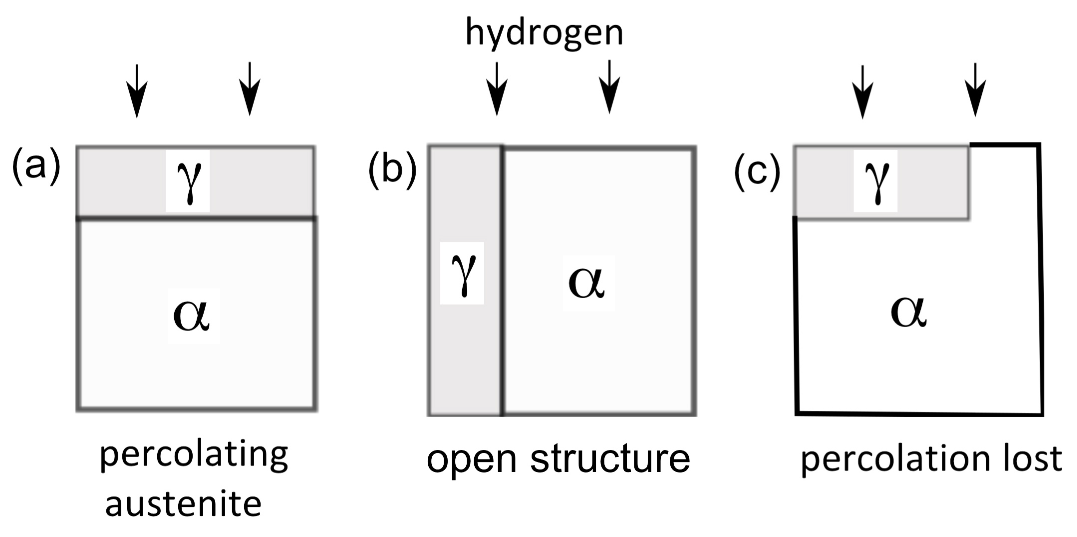 hydrogen
(a)
γ
α
percolating
austenite
(b)
γ
α
open structure
(c)
γ
α
percolation lost